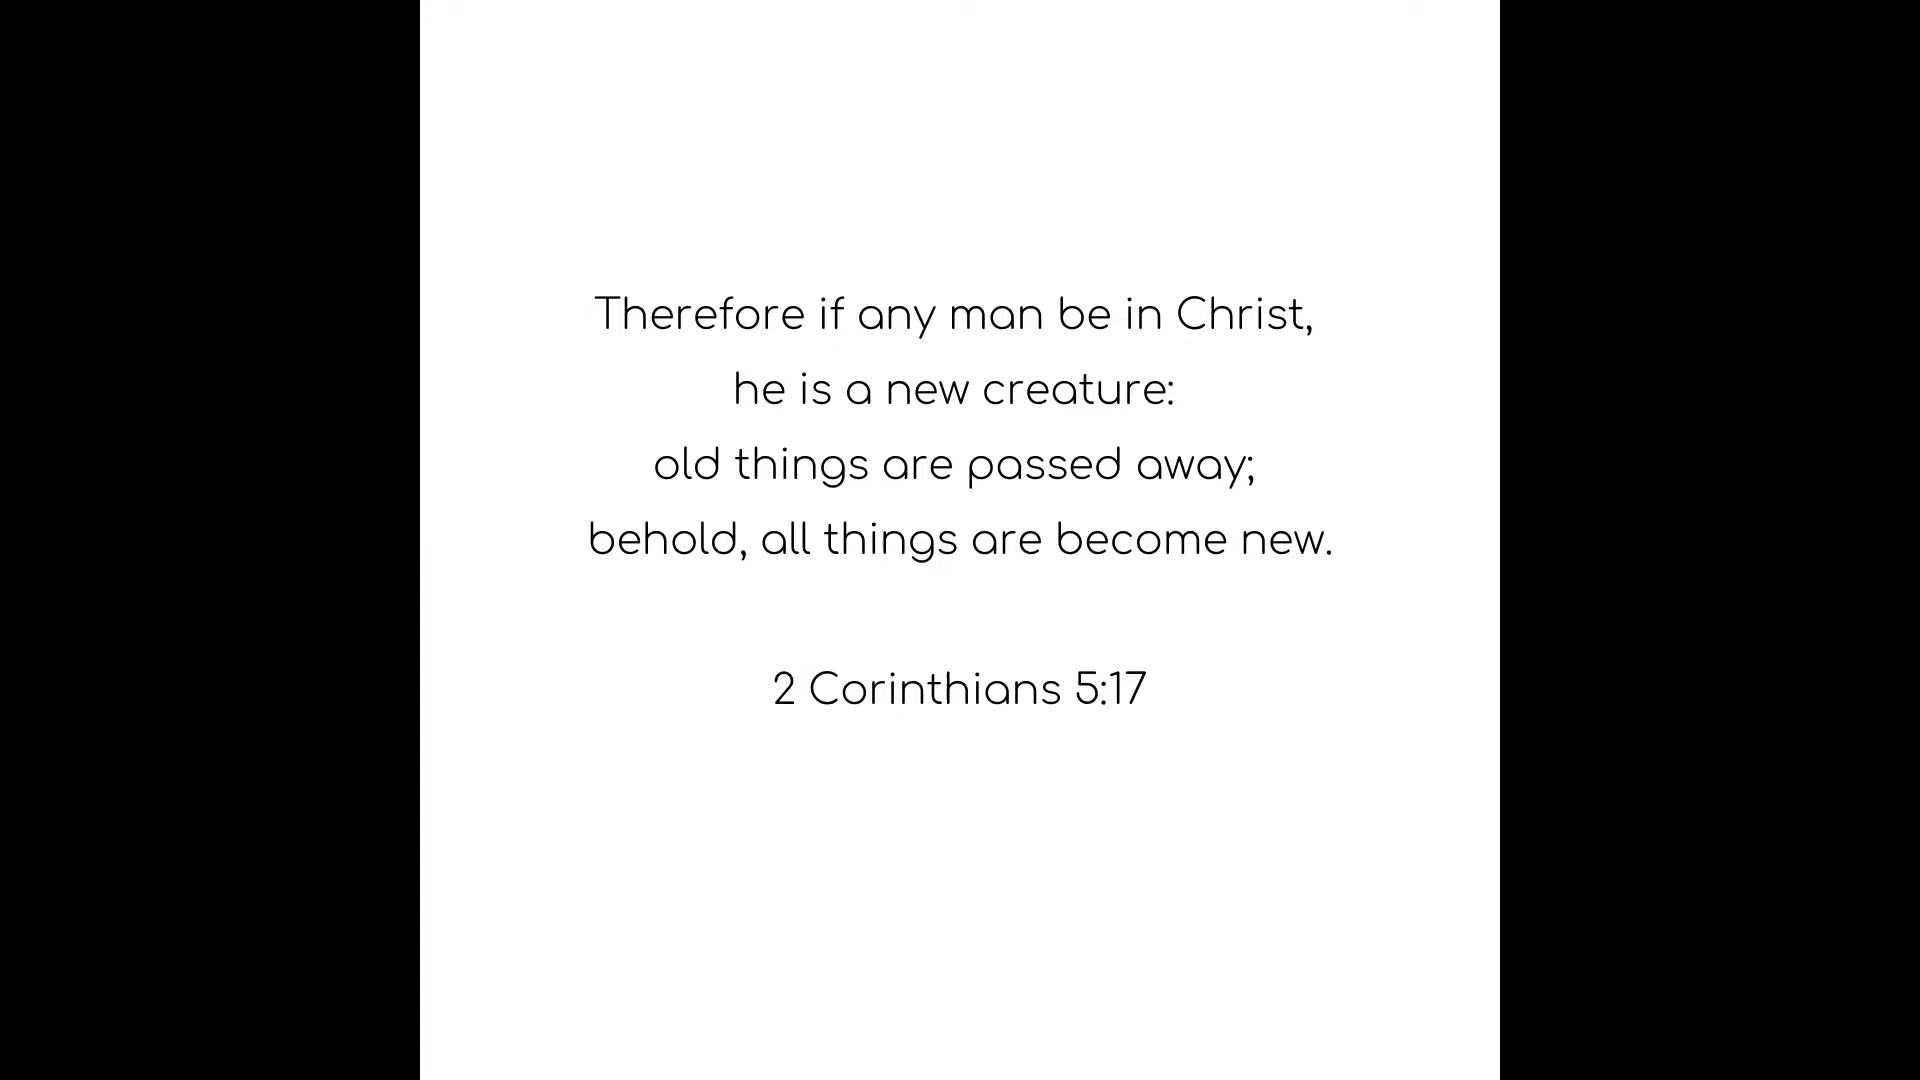 Therefore if any man be in Christ,
he is a new creature:
old things are passed away;
behold, all things are become new.
2 Corinthians 5:17